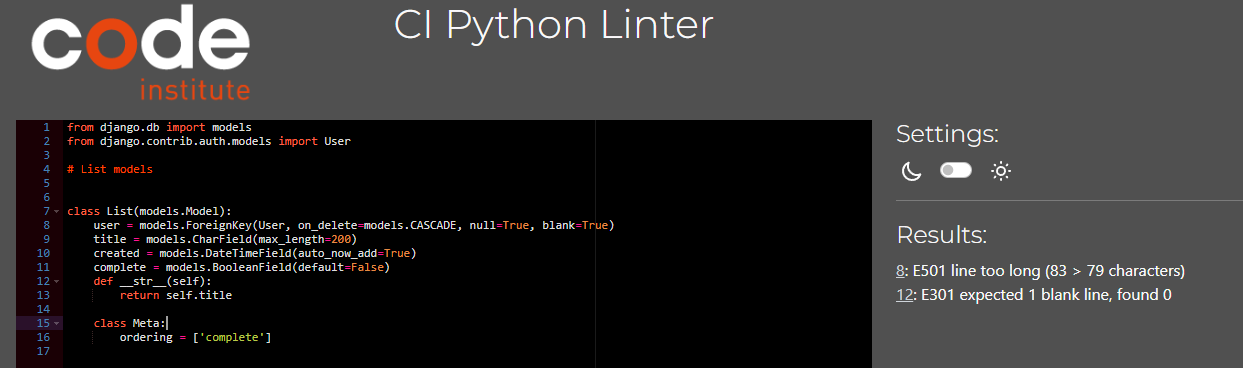 code
institute
CI Python Linter
1 from django.db import models
2 from django.contrib.auth.models import User
3
4 # List models
5
6
7 class List(models.Model):
8     user = models.ForeignKey(User, on_delete=models.CASCADE, null=True, blank=True)
9     title = models.CharField(max_length=200)
10     created = models.DateTimeField(auto_now_add=True)
11     complete = models.BooleanField(default=False)
12     def __str__(self):
13         return self.title
14
15     class Meta:
16         ordering = ['complete']
17
Settings:
Results:
8: E501 line too long (83 > 79 characters)
12: E301 expected 1 blank line, found 0